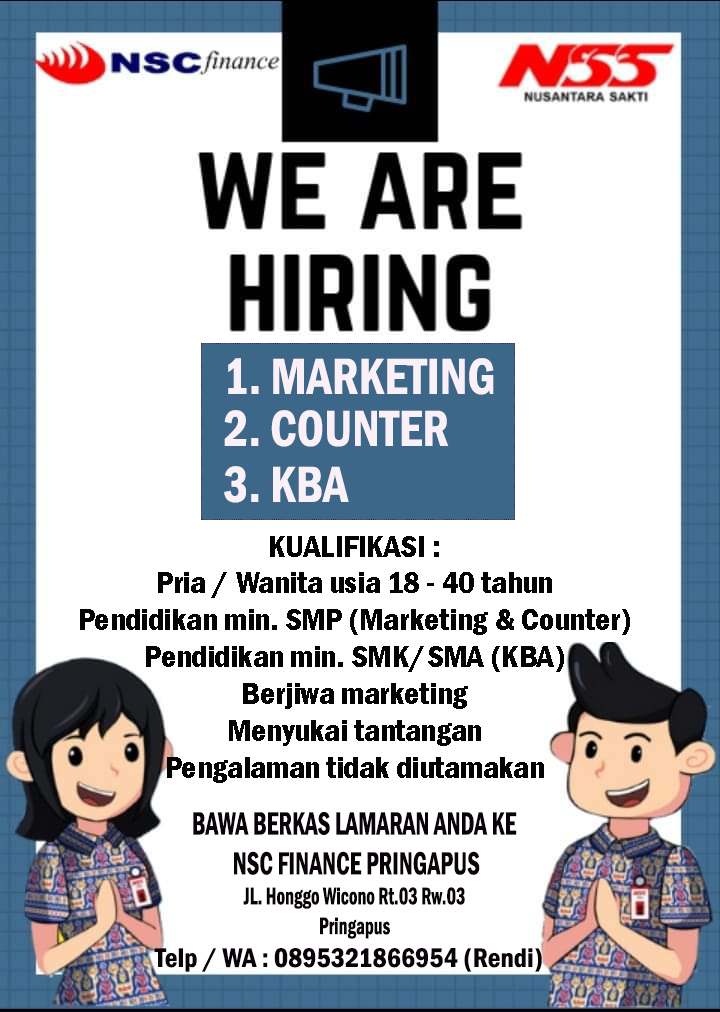 NSC finance
NSS
NUSANTARA SAKTI
WE ARE
HIRING
1. MARKETING
2. COUNTER
3. KBA
KUALIFIKASI :
Pria / Wanita usia 18 - 40 tahun
Pendidikan min. SMP (Marketing & Counter)
Pendidikan min. SMK/ SMA (KBA)
Berjiwa marketing
Menyukai tantangan
Pengalaman tidak diutamakan
BAWA BERKAS LAMARAN ANDA KE
NSC FINANCE PRINGAPUS
JL. Honggo Wicono Rt.03 Rw.03
Pringapus
Telp / WA : 0895321866954 (Rendi)